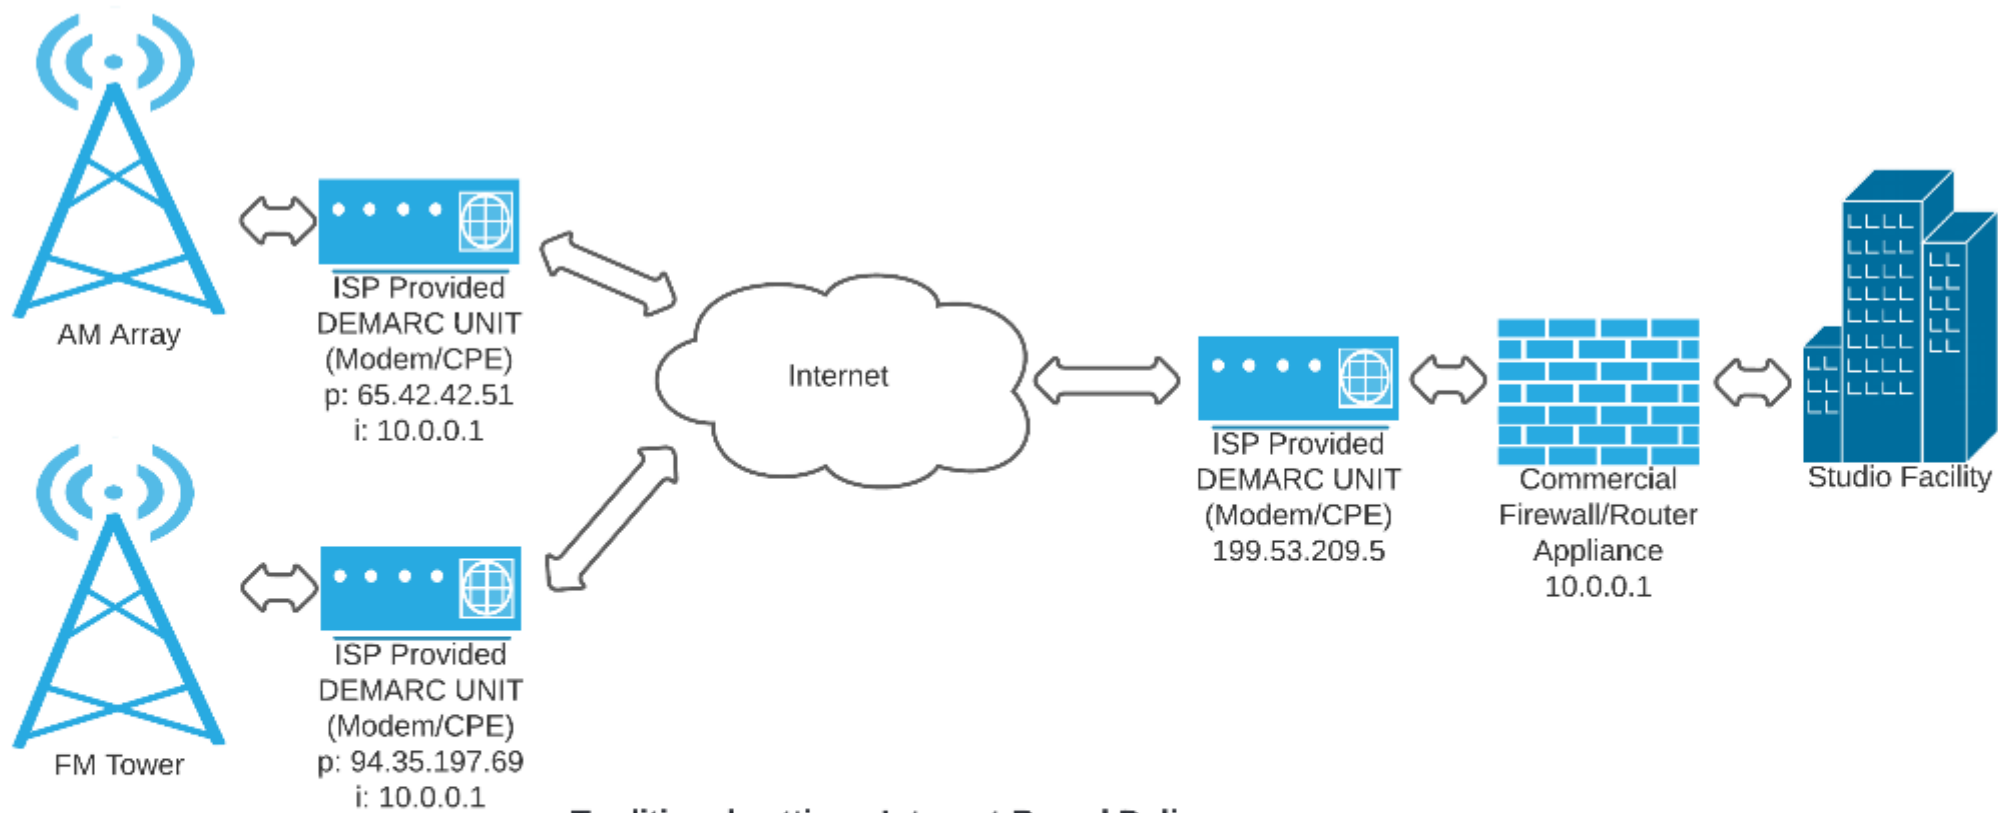 AM Array
ISP Provided
DEMARC UNIT
(Modem/CPE)
p: 65.42.42.51
i: 10.0.0.1
FM Tower
ISP Provided
DEMARC UNIT
(Modem/CPE)
p: 94.35.197.69
i: 10.0.0.1
Internet
ISP Provided
DEMARC UNIT
(Modem/CPE)
199.53.209.5
Commercial
Firewall/Router
Appliance
10.0.0.1
Studio Facility